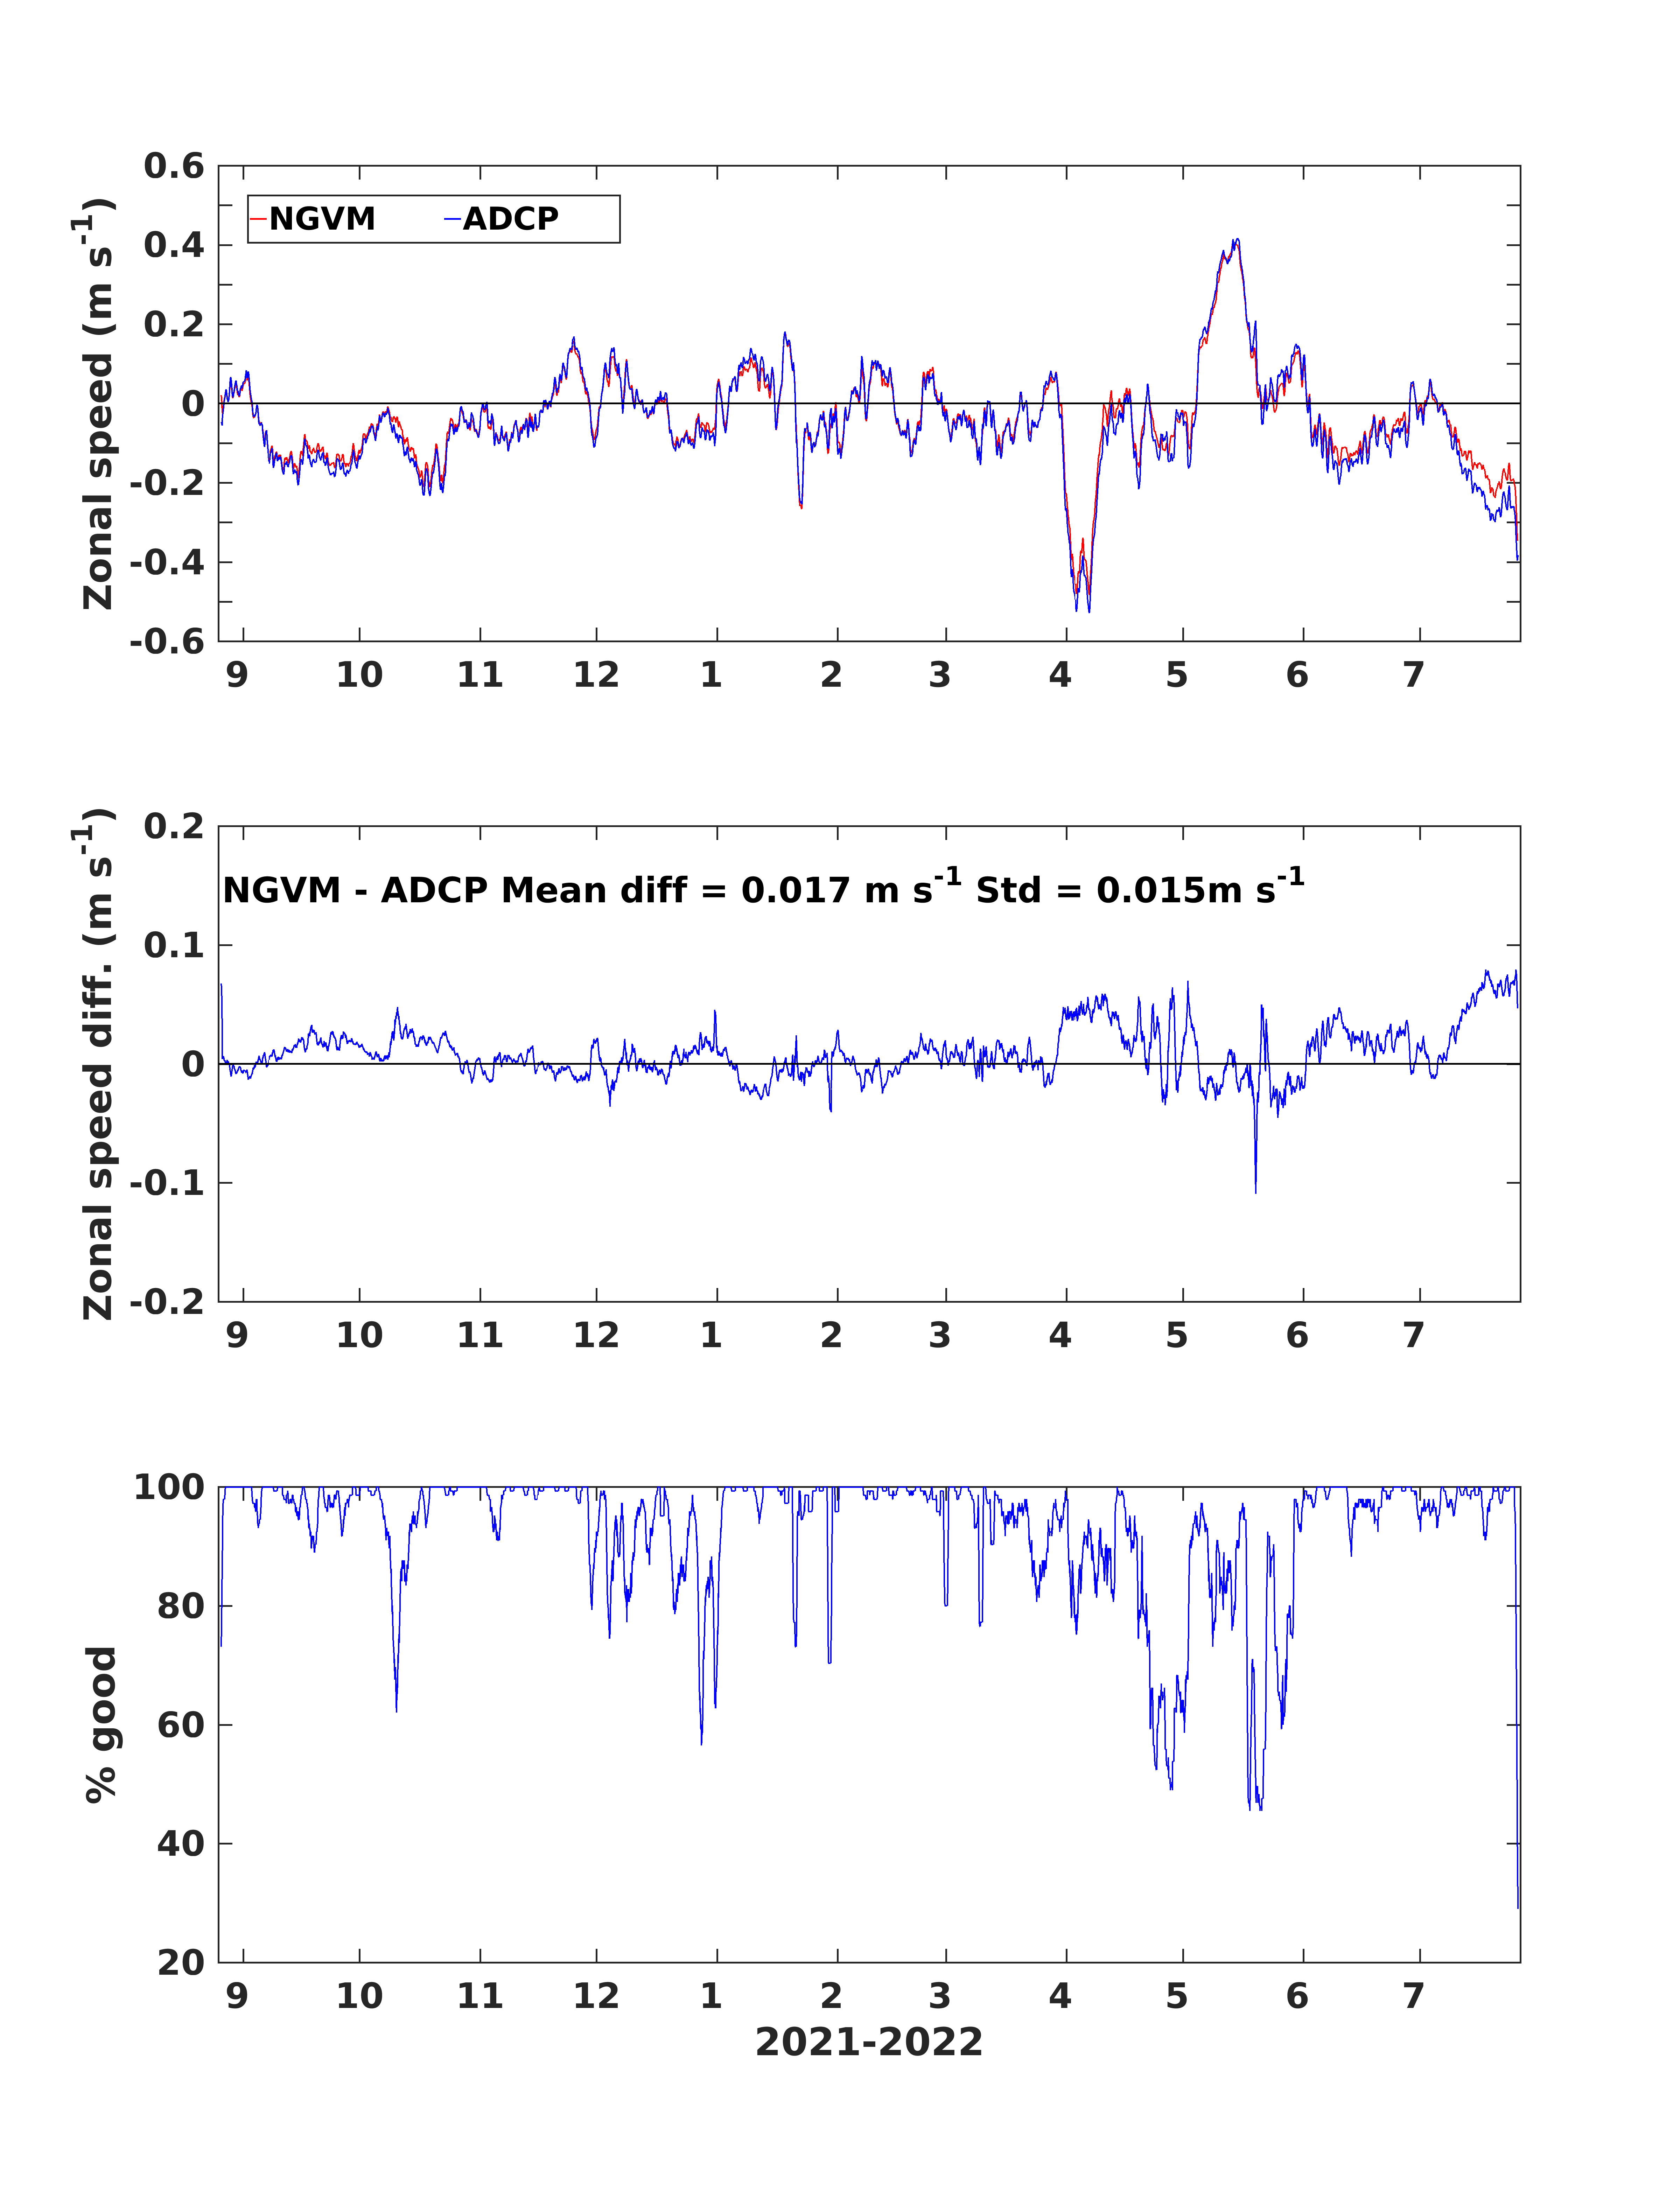 0.6
0.4
0.2
0
-0.2
-0.4
-0.6
Zonal speed (m s-1)
NGVM ADCP
9 10 11 12 1 2 3 4 5 6 7
0.2
0.1
0
-0.1
-0.2
Zonal speed diff. (m s-1)
NGVM - ADCP Mean diff = 0.017 m s-1 Std = 0.015m s-1
9 10 11 12 1 2 3 4 5 6 7
100
80
60
40
20
% good
9 10 11 12 1 2 3 4 5 6 7
2021-2022